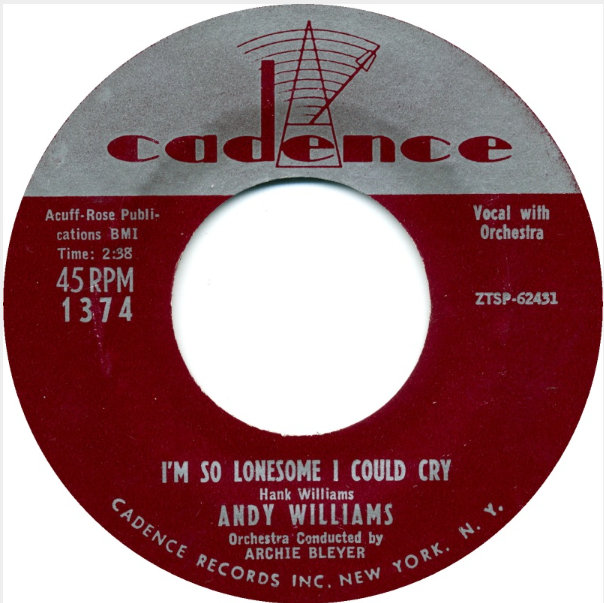 cadence
Acuff-Rose Publi-
cations BMI
Time: 2:38
45 RPM
1374
Vocal with
Orchestra
ZTSP-62431
I'M SO LONESOME I COULD CRY
Hank Williams
ANDY WILLIAMS
Orchestra Conducted by
ARCHIE BLEYER
CADENCE RECORDS INC. NEW YORK. N. Y.